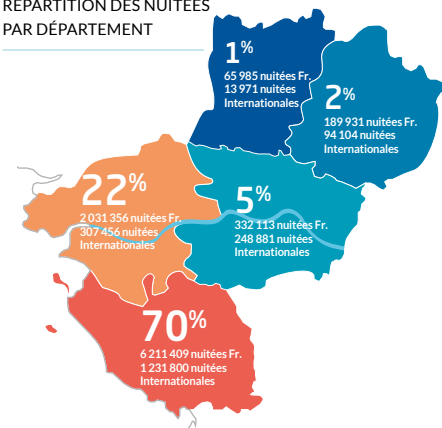 RÉPARTITION DES NUITÉES
PAR DÉPARTEMENT
1%
65 985 nuitées Fr.
13 971 nuitées
Internationales
2%
189 931 nuitées Fr.
94 104 nuitées
Internationales
22%
2 031 356 nuitées Fr.
307 456 nuitées
Internationales
5%
332 113 nuitées Fr.
248 881 nuitées
Internationales
70%
6 211 409 nuitées Fr.
1 231 800 nuitées
Internationales